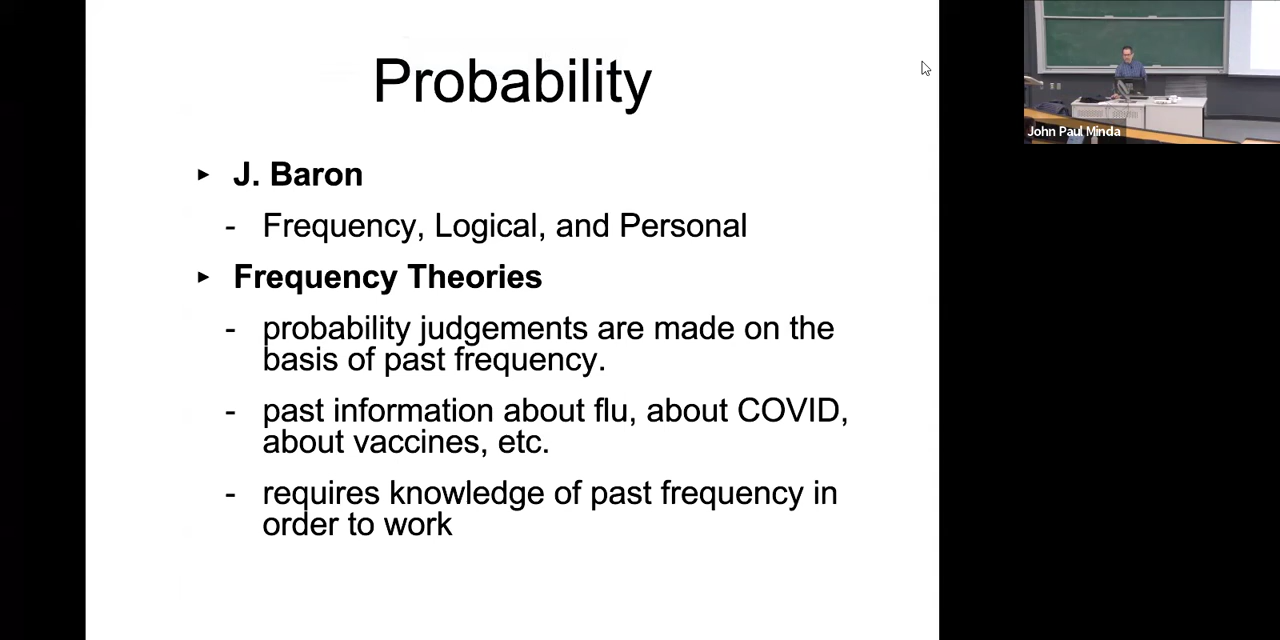 Probability
‣ J. Baron
- Frequency, Logical, and Personal
‣ Frequency Theories
- probability judgements are made on the
basis of past frequency.
- past information about flu, about COVID,
about vaccines, etc.
- requires knowledge of past frequency in
order to work
John Paul Minda